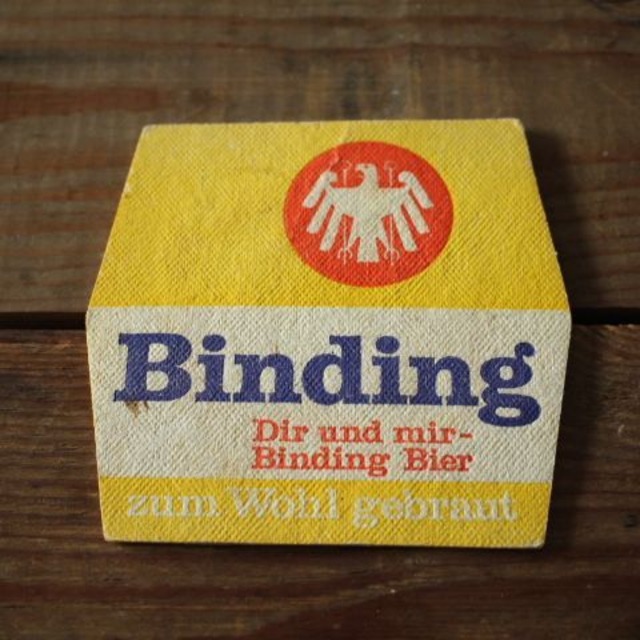 Binding
Dir und mir-
Binding Bier
zum Wohl gebraut